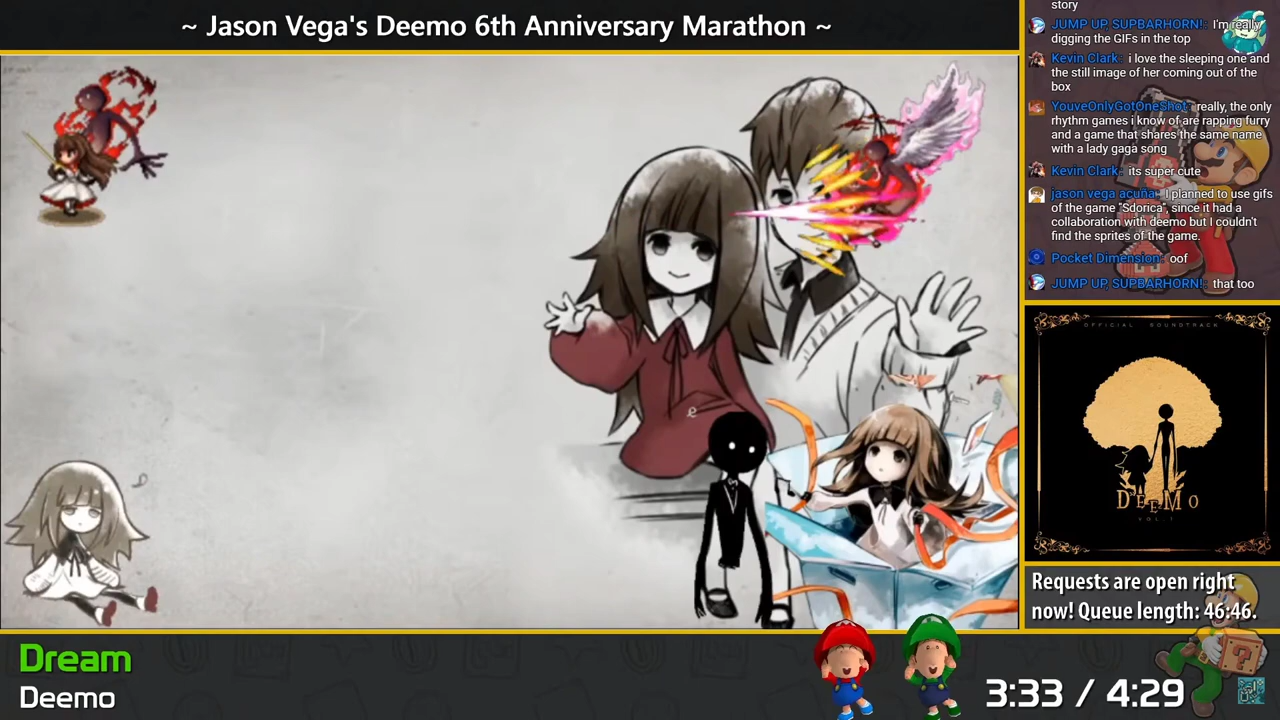 ~ Jason Vega's Deemo 6th Anniversary Marathon ~
story
JUMP UP, SUPBARHORN!: I'm really
digging the GIFs in the top
Kevin Clark: i love the sleeping one and
the still image of her coming out of the
box
YouveOnlyGotOneShot: really, the only
rhythm games i know of are rapping furry
and a game that shares the same name
with a lady gaga song
Kevin Clark: its super cute
jason vega acuña: I planned to use gifs
of the game "Sdorica", since it had a
collaboration with deemo but I couldn't
find the sprites of the game.
Pocket Dimension: oof
JUMP UP, SUPBARHORN!: that too
OFFICIAL SOUNDTRACK
DEEMO
VOL.1
Requests are open right
now! Queue length: 46:46.
Dream
Deemo
3:33 / 4:29